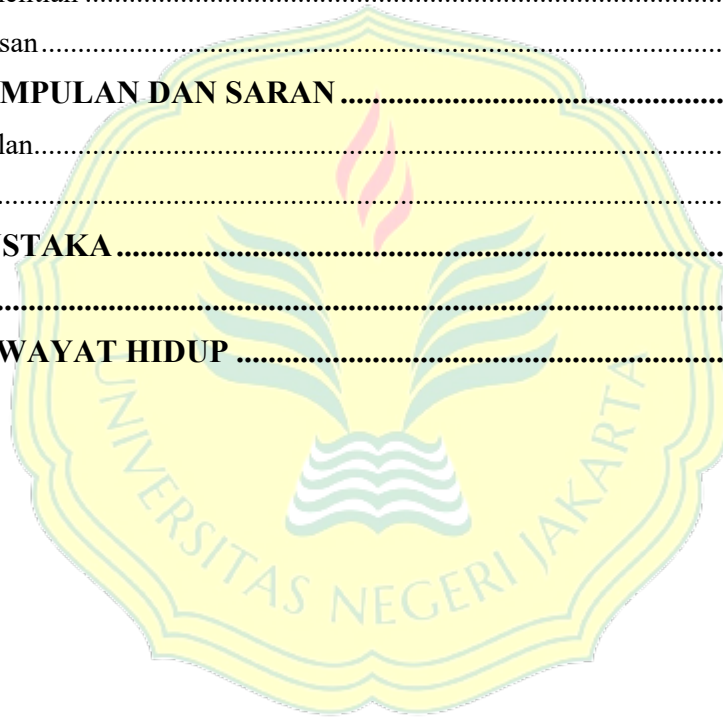 san....................................................................
MPULAN DAN SARAN....................................................
lan.....................................................................
........................................................................
STAKA..................................................................
........................................................................
WAYAT HIDUP............................................................
UNIVERSITAS NEGERI JAKARTA